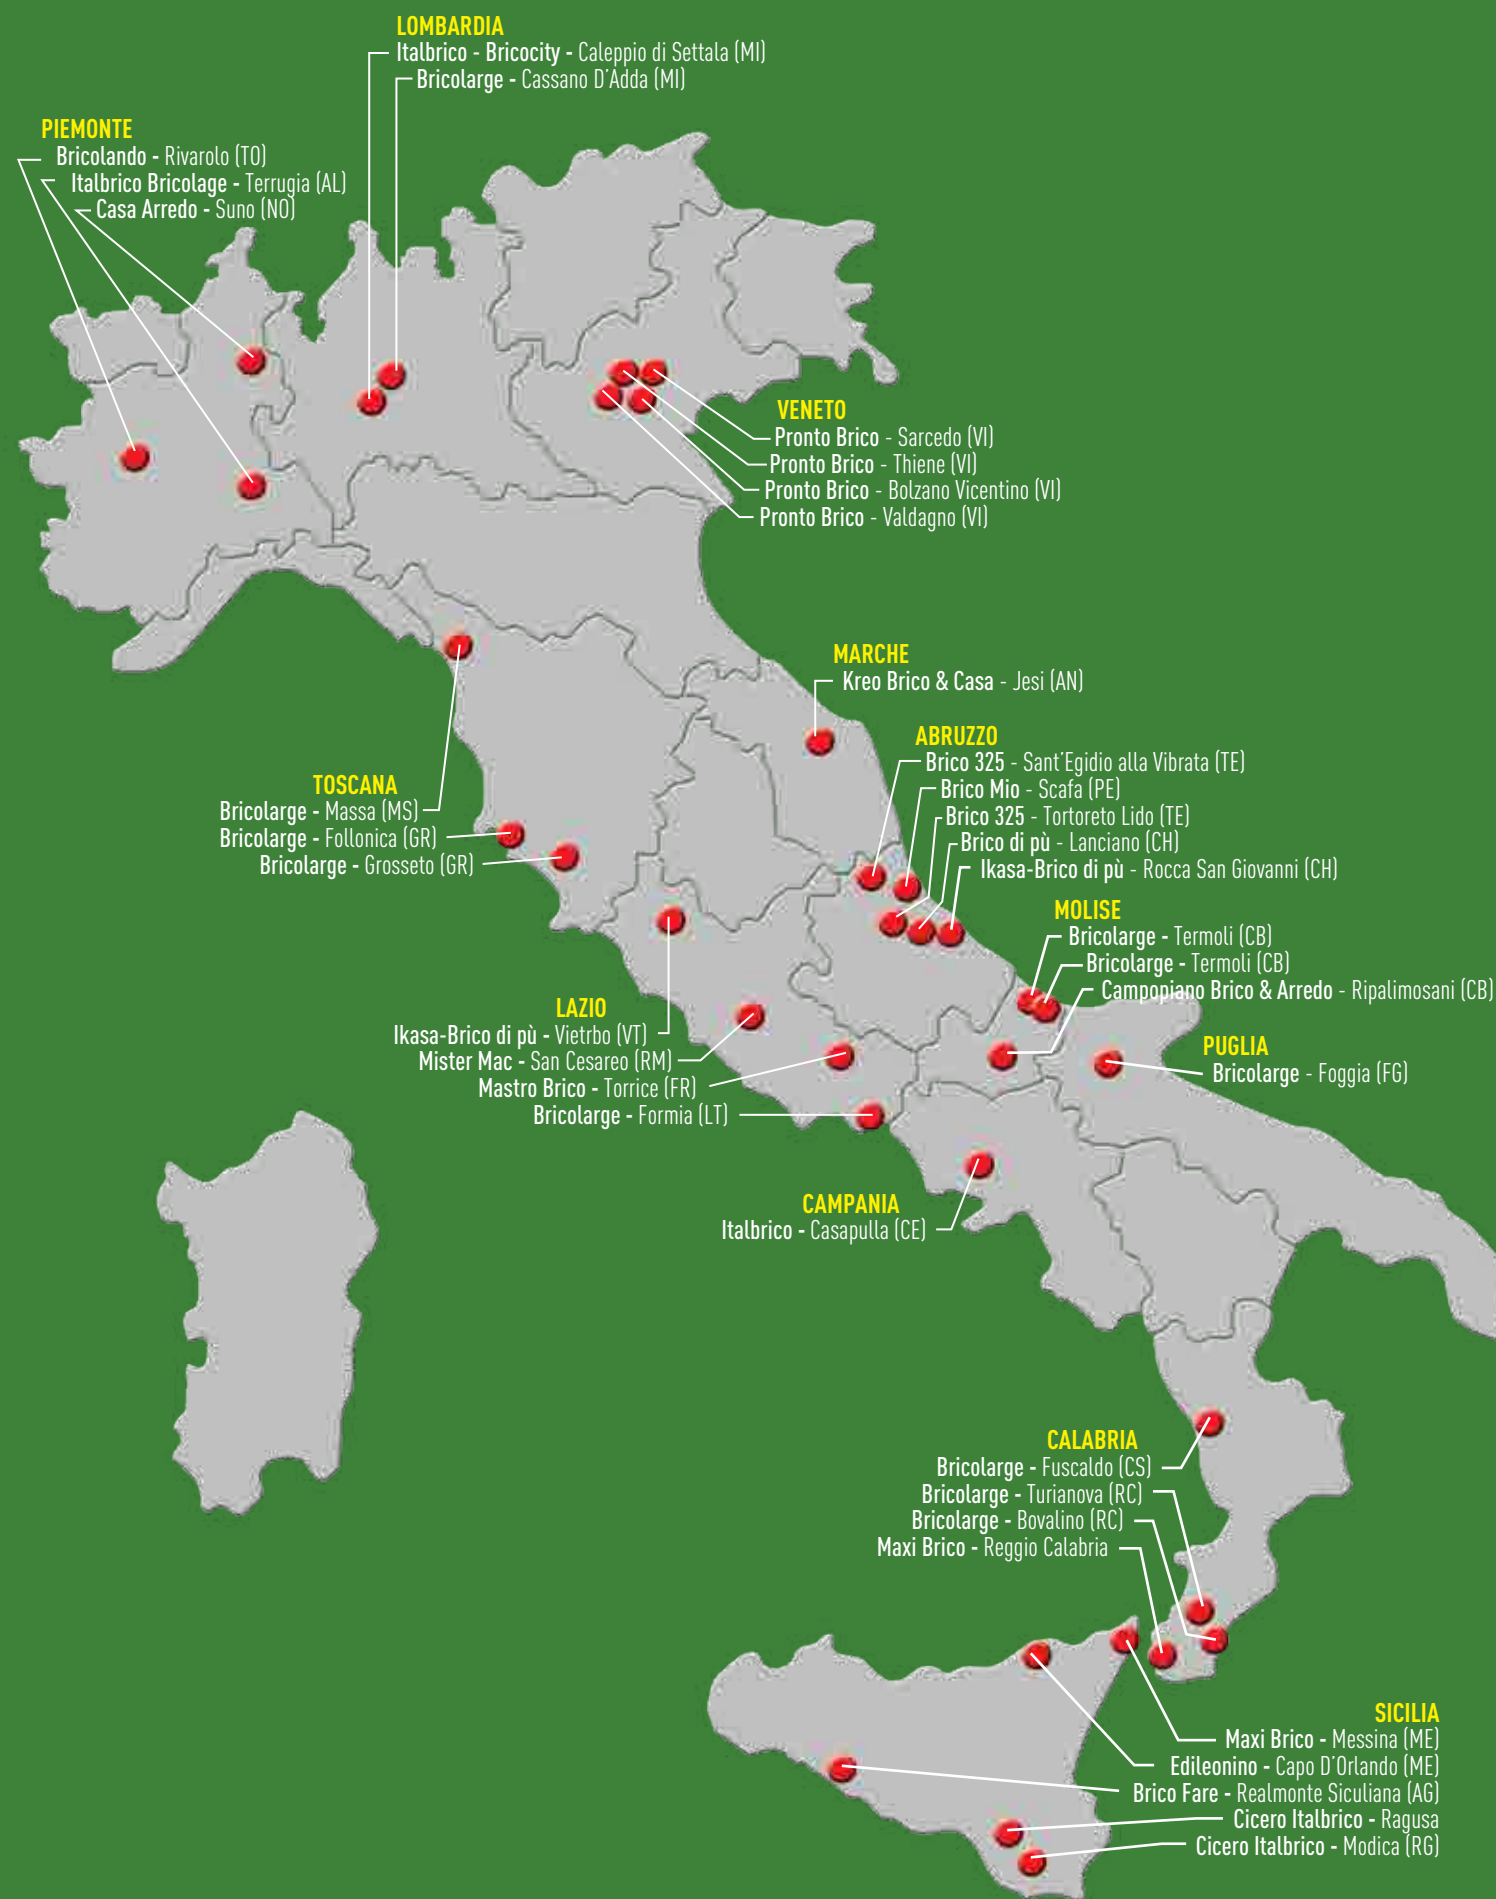 LOMBARDIA
Italbrico - Bricocity - Caleppio di Settala (MI)
Bricolarge - Cassano D'Adda (MI)
PIEMONTE
Bricolando - Rivarolo (TO)
Italbrico Bricolage - Terrugia (AL)
Casa Arredo - Suno (NO)
VENETO
Pronto Brico - Sarcedo (VI)
Pronto Brico - Thiene (VI)
Pronto Brico - Bolzano Vicentino (VI)
Pronto Brico - Valdagno (VI)
MARCHE
Kreo Brico & Casa - Jesi (AN)
ABRUZZO
Brico 325 - Sant'Egidio alla Vibrata (TE)
Brico Mio - Scafa (PE)
Brico 325 - Tortoreto Lido (TE)
Brico di pù - Lanciano (CH)
Ikasa-Brico di pù - Rocca San Giovanni (CH)
TOSCANA
Bricolarge - Massa (MS)
Bricolarge - Follonica (GR)
Bricolarge - Grosseto (GR)
MOLISE
Bricolarge - Termoli (CB)
Bricolarge - Termoli (CB)
Campopiano Brico & Arredo - Ripalimosani (CB)
LAZIO
Ikasa-Brico di pù - Vietrbo (VT)
Mister Mac - San Cesareo (RM)
Mastro Brico - Torrice (FR)
Bricolarge - Formia (LT)
PUGLIA
Bricolarge - Foggia (FG)
CAMPANIA
Italbrico - Casapulla (CE)
CALABRIA
Bricolarge - Fuscaldo (CS)
Bricolarge - Turianova (RC)
Bricolarge - Bovalino (RC)
Maxi Brico - Reggio Calabria
SICILIA
Maxi Brico - Messina (ME)
Edileonino - Capo D'Orlando (ME)
Brico Fare - Realmonte Siculiana (AG)
Cicero Italbrico - Ragusa
Cicero Italbrico - Modica (RG)